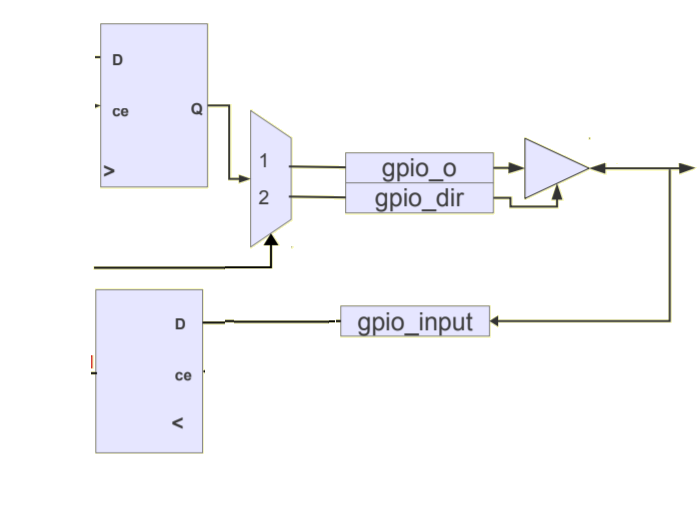 D
ce
Q
>
1
2
gpio_o
gpio_dir
D
gpio_input
ce
<